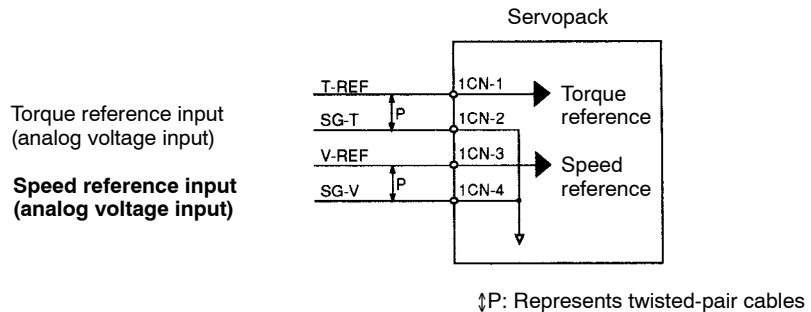 Servopack
T-REF
1CN-1
Torque reference input
(analog voltage input)
P
Torque
reference
SG-T
1CN-2
V-REF
1CN-3
Speed reference input
(analog voltage input)
P
Speed
reference
SG-V
1CN-4
P: Represents twisted-pair cables